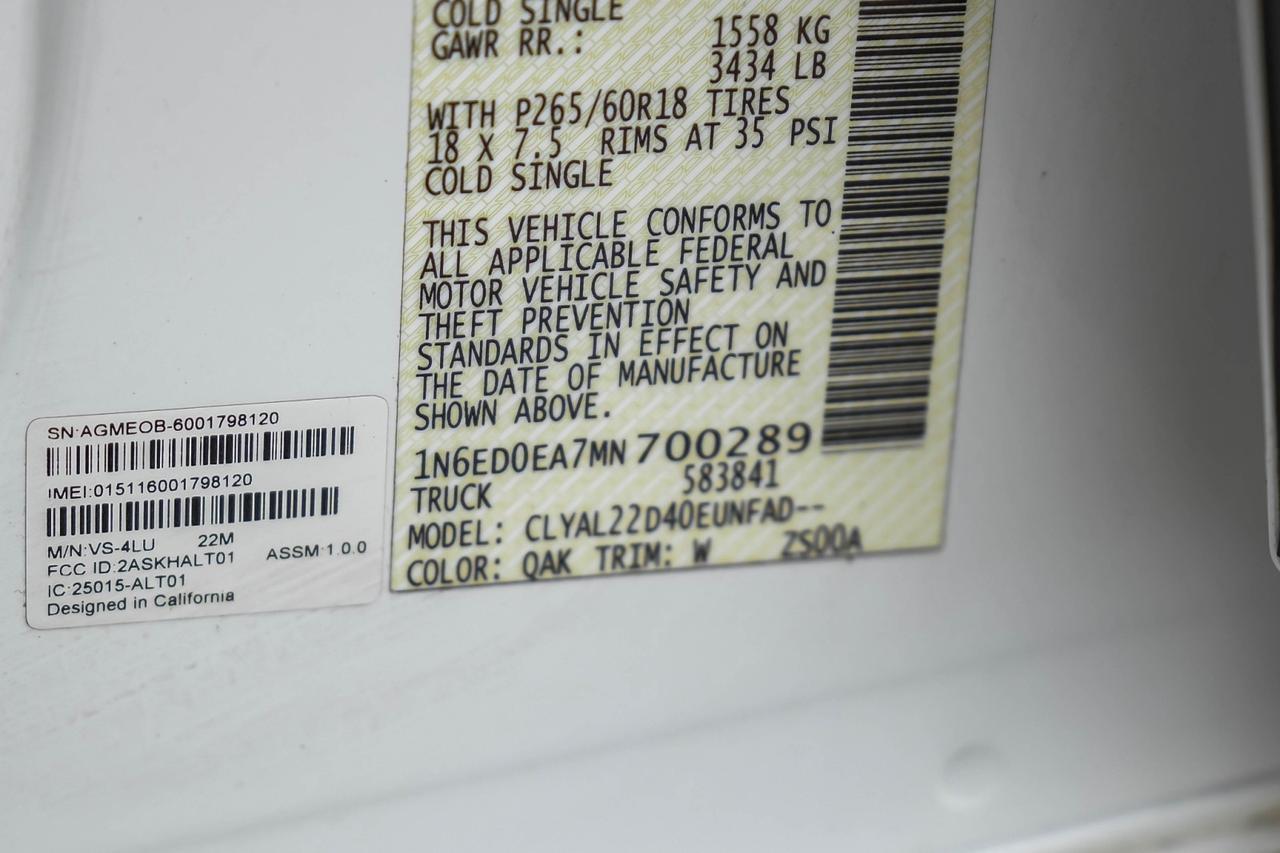 COLD SINGLE
GAWR RR.: 1558 KG
3434 LB
WITH P265/60R18 TIRES
18 X 7.5 RIMS AT 35 PSI
COLD SINGLE
THIS VEHICLE CONFORMS TO
ALL APPLICABLE FEDERAL
MOTOR VEHICLE SAFETY AND
THEFT PREVENTION
STANDARDS IN EFFECT ON
THE DATE OF MANUFACTURE
SHOWN ABOVE.
1N6ED0EA7MN 700289
TRUCK 583841
MODEL: CLYAL22D40EUNFAD--
COLOR: QAK TRIM: W ZS00A
SN:AGMEOB-6001798120
IMEI:015116001798120
M/N:VS-4LU 22M
FCC ID:2ASKHALT01 ASSM:1.0.0
IC:25015-ALT01
Designed in California